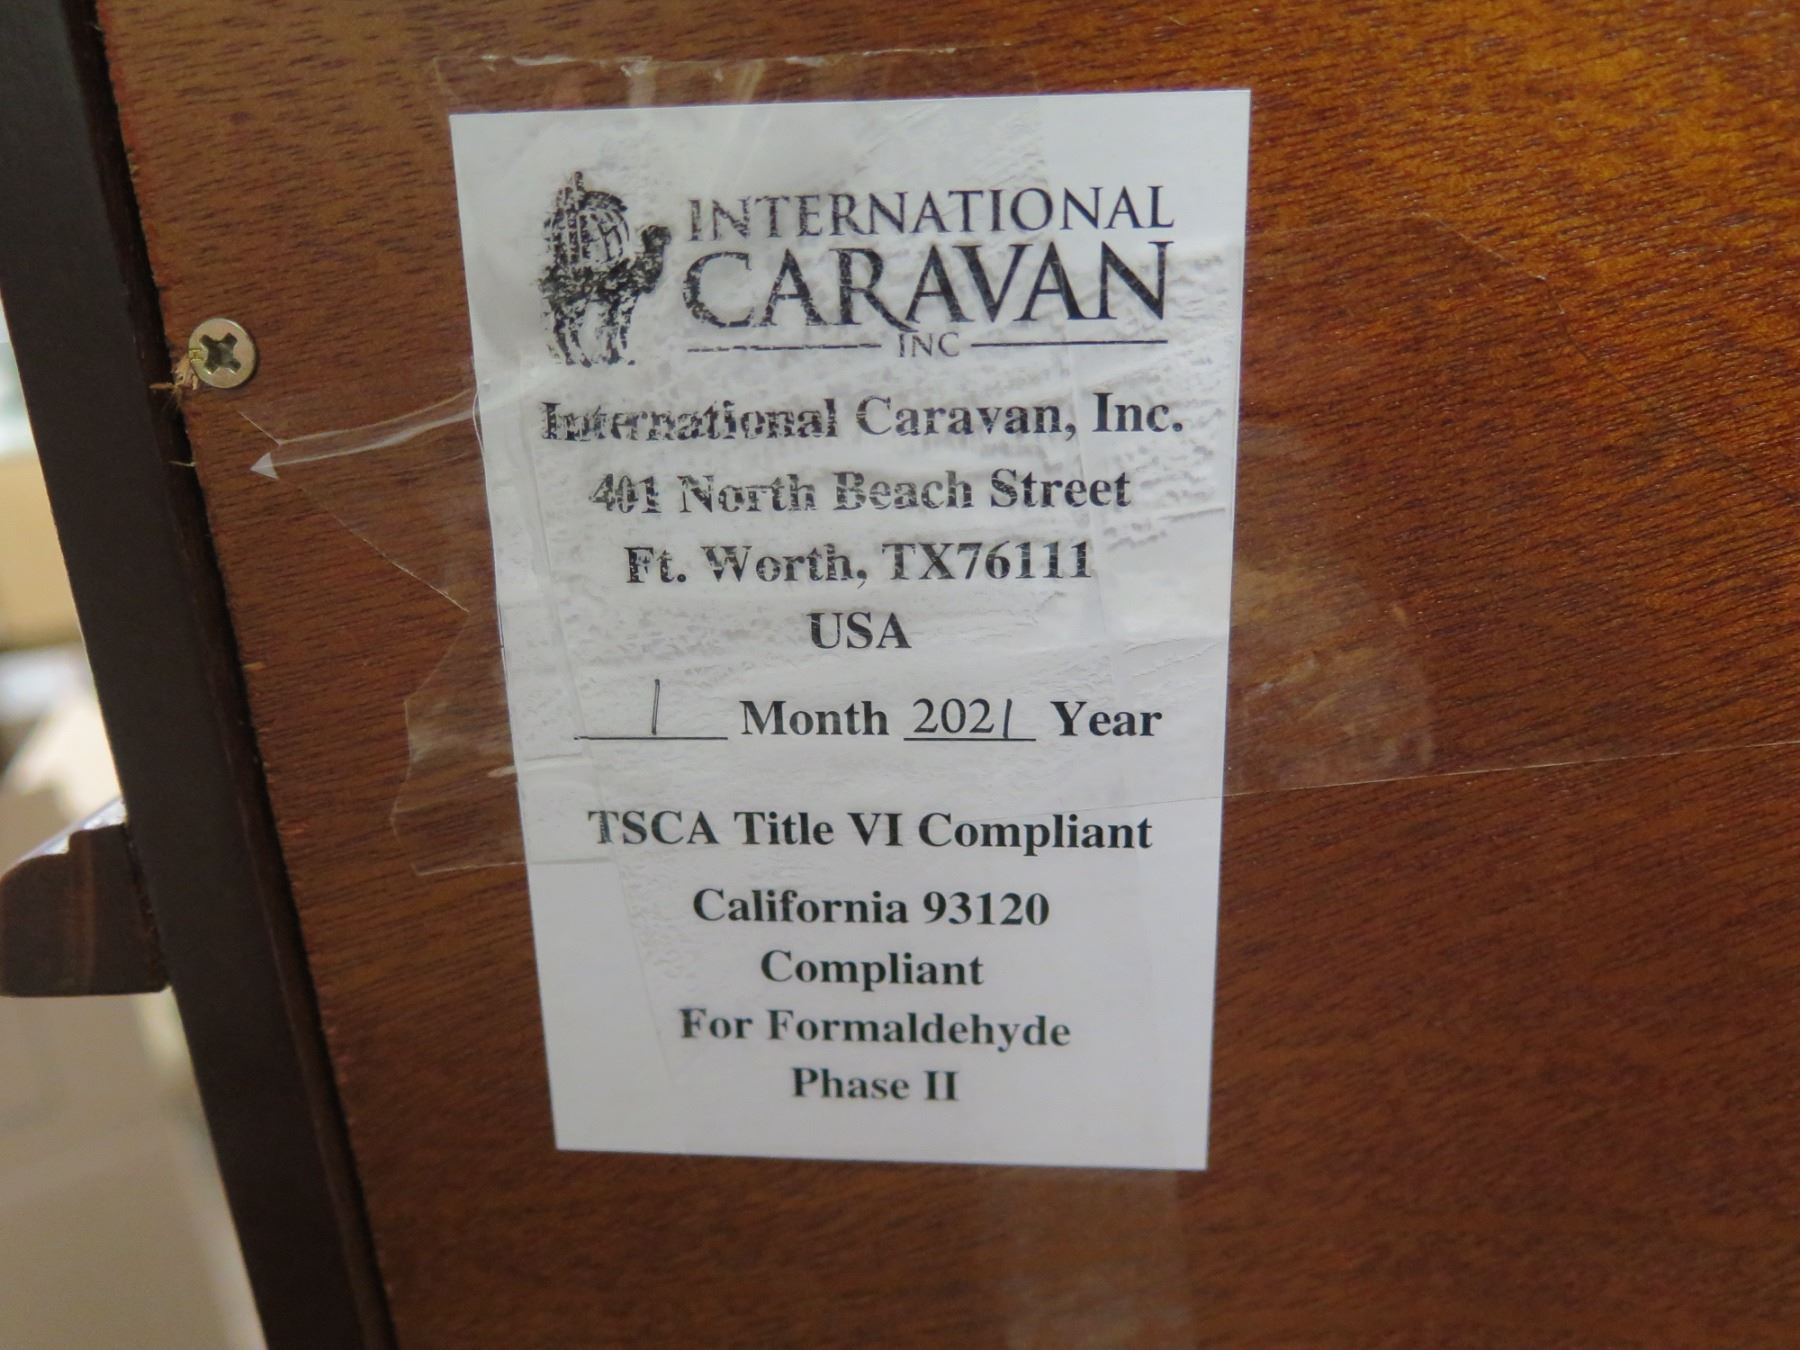 INTERNATIONAL
CARAVAN
INC
International Caravan, Inc.
401 North Beach Street
Ft. Worth, TX76111
USA
1 Month 2021 Year
TSCA Title VI Compliant
California 93120
Compliant
For Formaldehyde
Phase II